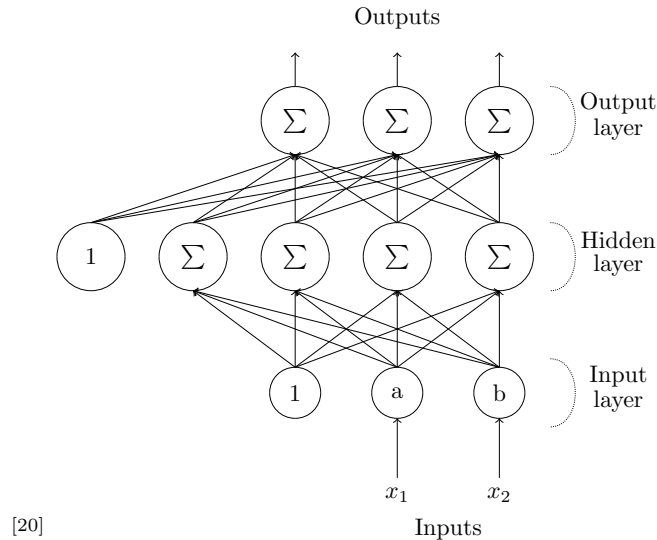 Outputs
Σ Σ Σ
Output
layer
1 Σ Σ Σ Σ
Hidden
layer
1 a b
Input
layer
x₁ x₂
[20]
Inputs